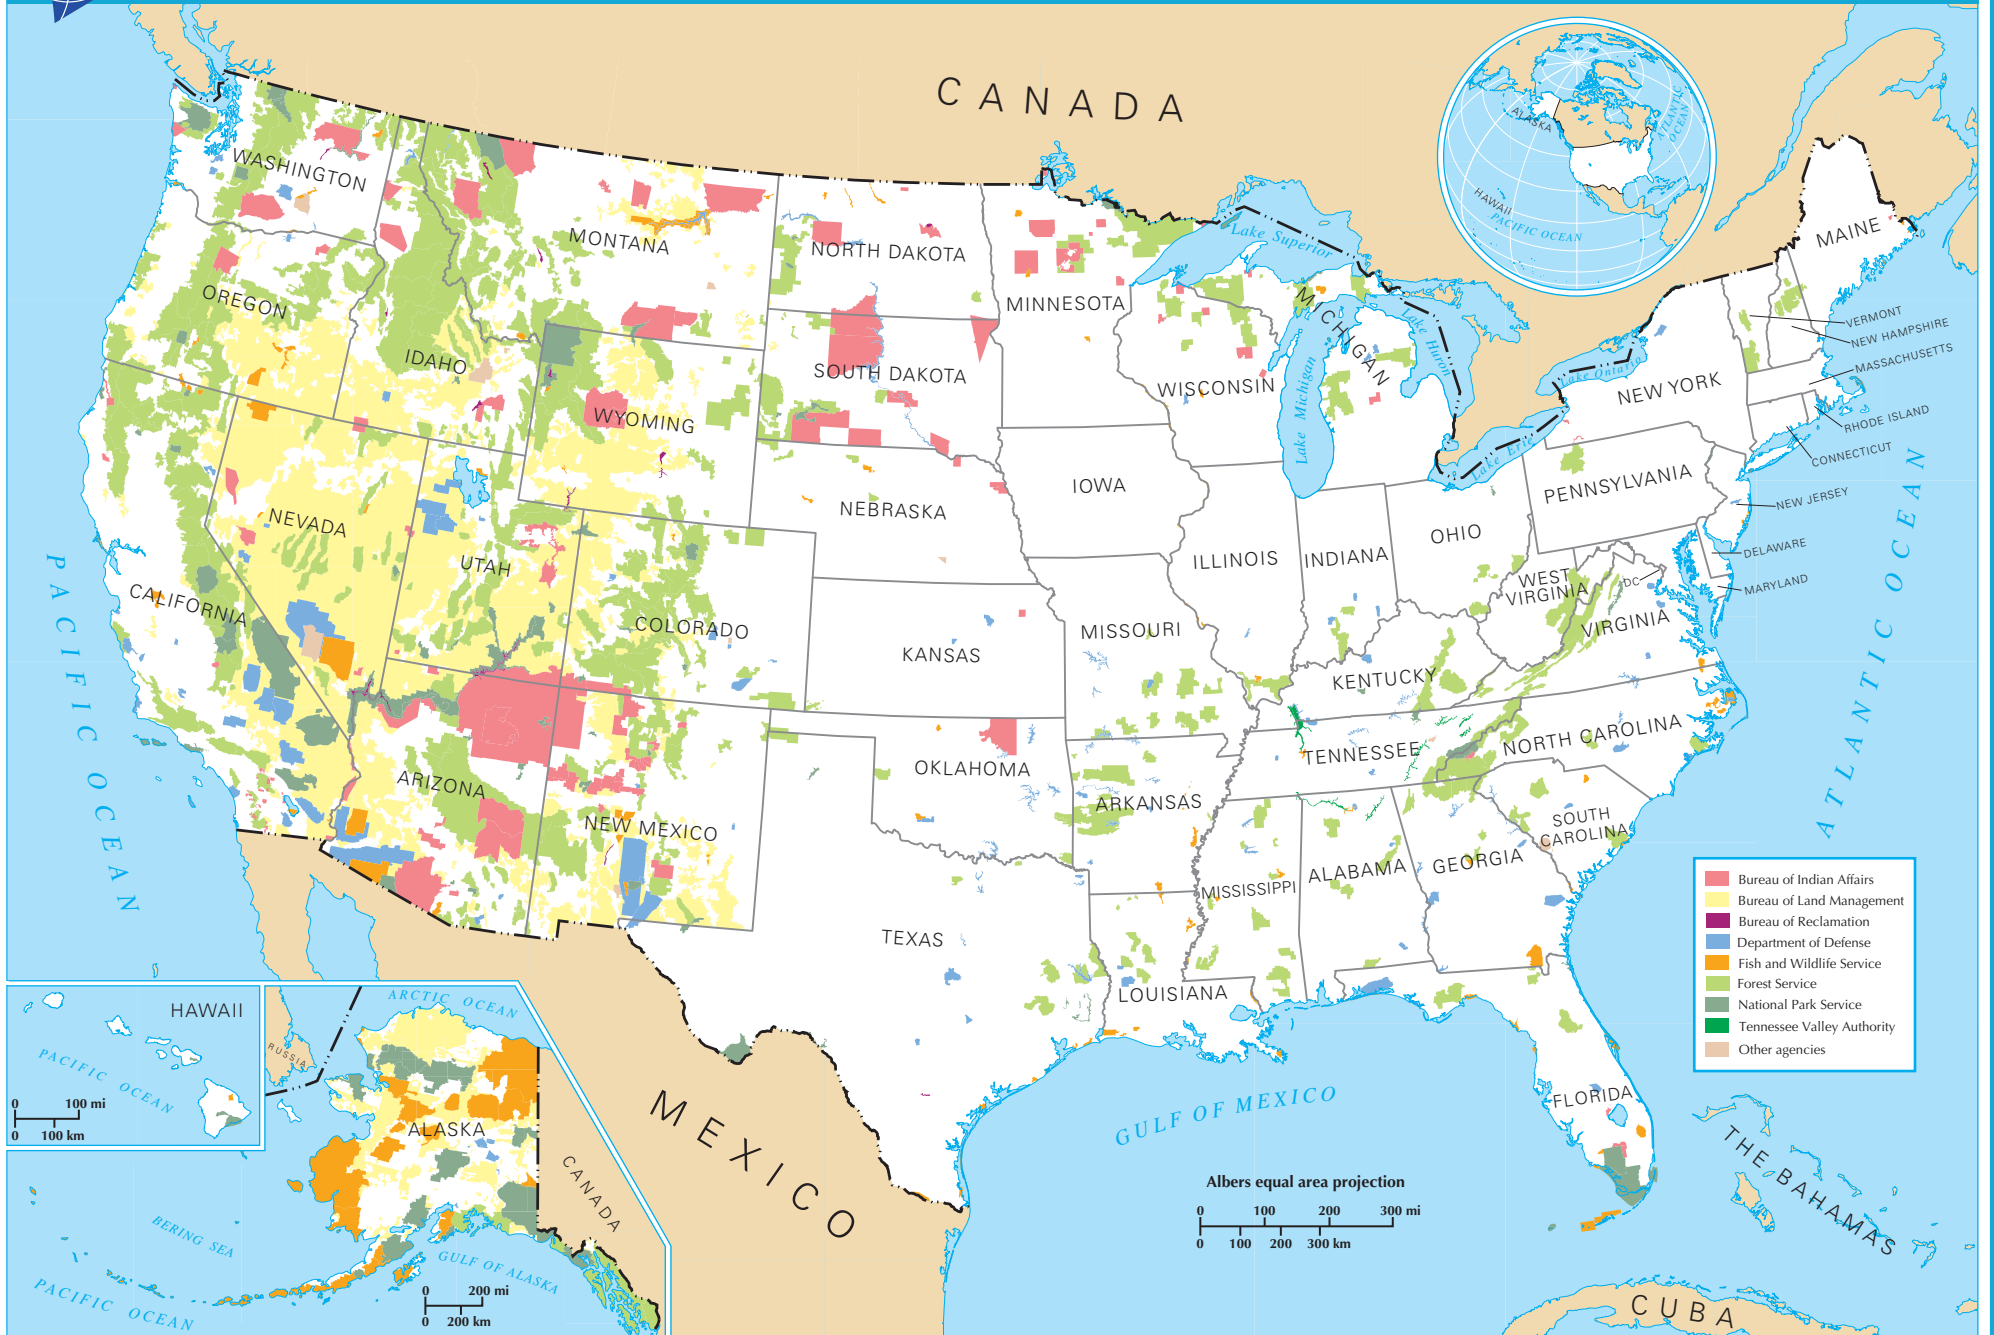 CANADA
ALASKA
ATLANTIC
OCEAN
HAWAII
PACIFIC OCEAN
WASHINGTON
MONTANA
NORTH DAKOTA
MINNESOTA
Lake Superior
MAINE
OREGON
IDAHO
WYOMING
SOUTH DAKOTA
WISCONSIN
MICHIGAN
Lake Michigan
Lake Huron
Lake Ontario
Lake Erie
NEW YORK
VERMONT
NEW HAMPSHIRE
MASSACHUSETTS
RHODE ISLAND
CONNECTICUT
NEW JERSEY
DELAWARE
MARYLAND
DC
NEVADA
UTAH
CALIFORNIA
COLORADO
NEBRASKA
IOWA
ILLINOIS
INDIANA
OHIO
PENNSYLVANIA
WEST
VIRGINIA
VIRGINIA
KANSAS
MISSOURI
KENTUCKY
ARIZONA
NEW MEXICO
OKLAHOMA
ARKANSAS
TENNESSEE
NORTH CAROLINA
SOUTH
CAROLINA
TEXAS
LOUISIANA
MISSISSIPPI
ALABAMA
GEORGIA
FLORIDA
PACIFIC OCEAN
ATLANTIC OCEAN
GULF OF MEXICO
MEXICO
THE BAHAMAS
CUBA
Bureau of Indian Affairs
Bureau of Land Management
Bureau of Reclamation
Department of Defense
Fish and Wildlife Service
Forest Service
National Park Service
Tennessee Valley Authority
Other agencies
Albers equal area projection
0 100 200 300 mi
0 100 200 300 km
HAWAII
PACIFIC OCEAN
0 100 mi
0 100 km
ARCTIC OCEAN
RUSSIA
ALASKA
CANADA
BERING SEA
GULF OF ALASKA
PACIFIC OCEAN
0 200 mi
0 200 km